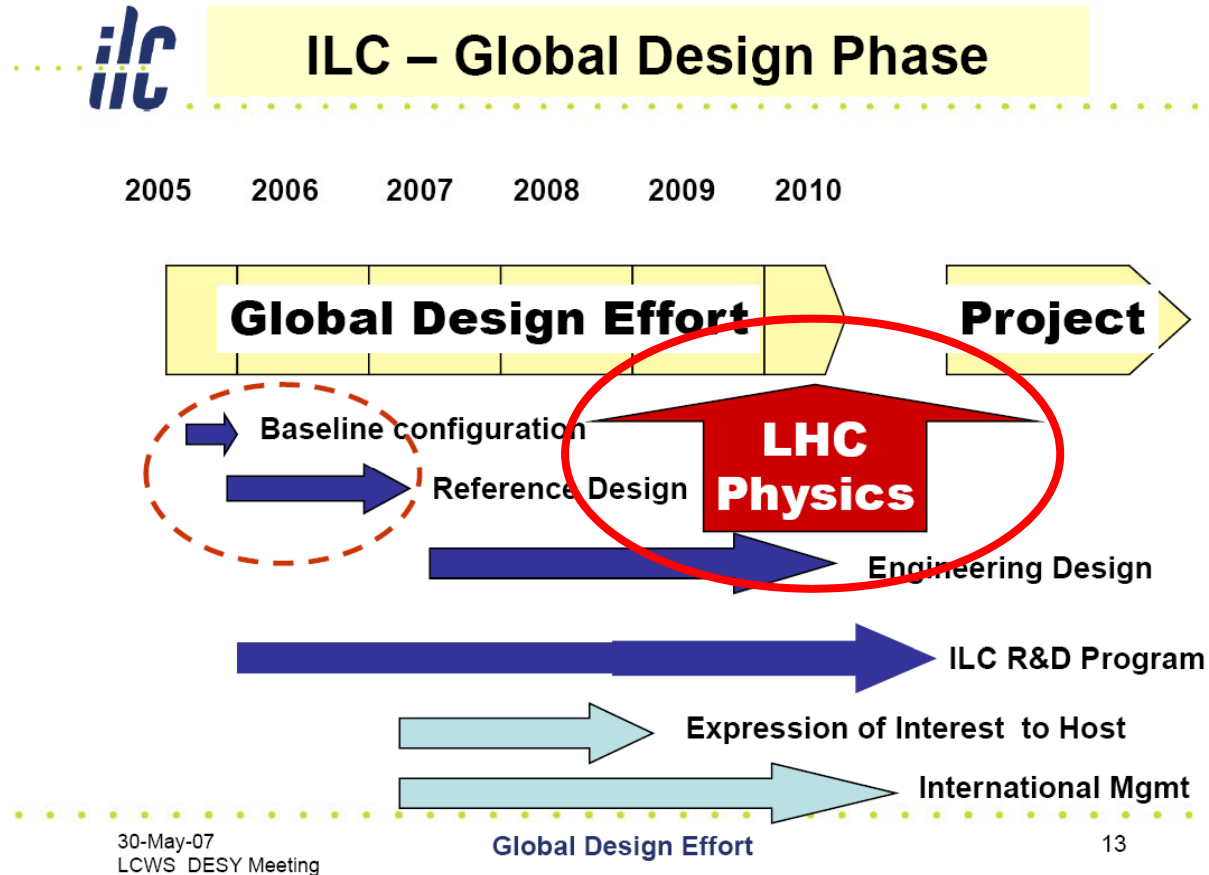 ilc
ILC – Global Design Phase
2005 2006 2007 2008 2009 2010
Global Design Effort
Project
Baseline configuration
LHC
Physics
Reference Design
Engineering Design
ILC R&D Program
Expression of Interest to Host
International Mgmt
30-May-07
LCWS DESY Meeting
Global Design Effort
13